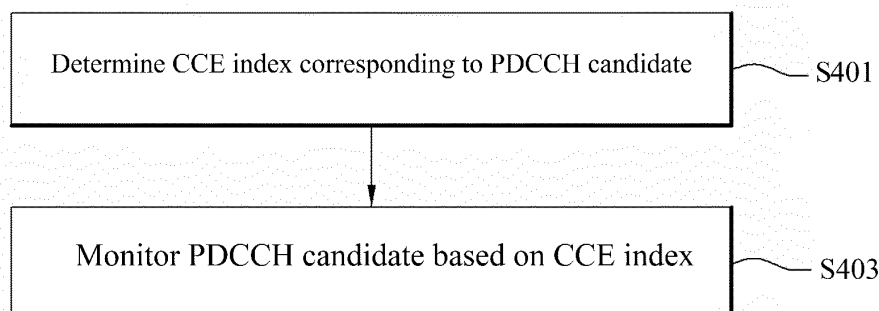 Determine CCE index corresponding to PDCCH candidate
S401
Monitor PDCCH candidate based on CCE index
S403